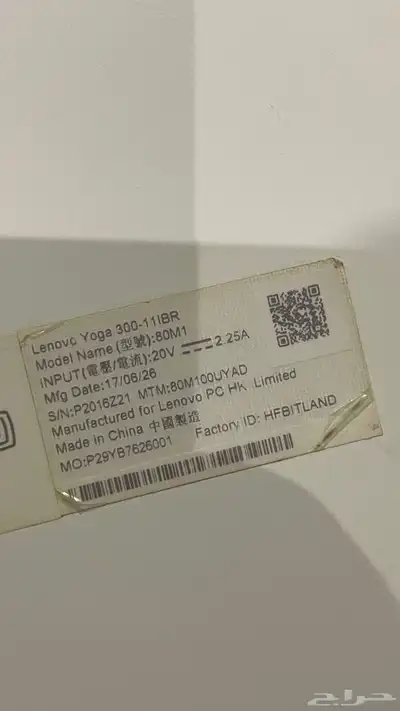 Lenovo Yoga 300-11IBR
Model Name (型號):80M1
INPUT(電壓/電流):20V ⎓ 2.25A
Mfg Date:17/06/26
S/N:P2016Z21 MTM:80M100UYAD
Manufactured for Lenovo PC HK Limited
Made in China 中國製造
Factory ID: HFBITLAND
MO:P29YB7626001
حراج